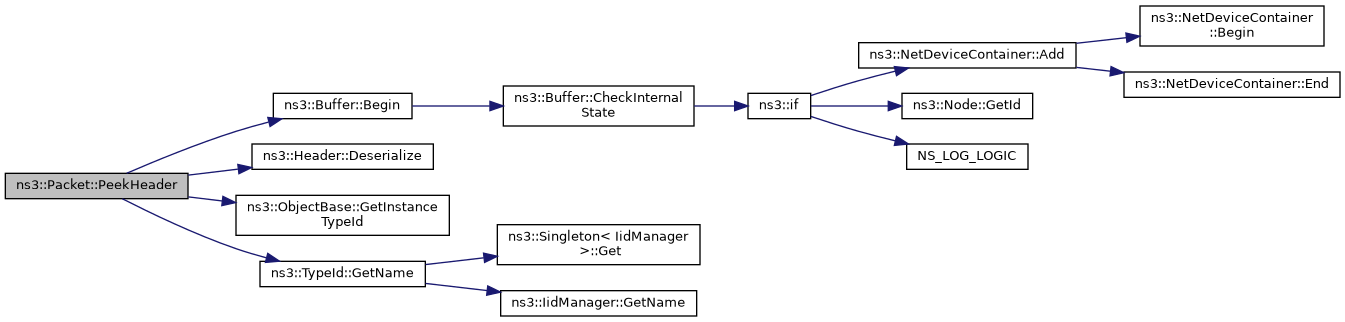 ns3::Packet::PeekHeader
ns3::Buffer::Begin
ns3::Header::Deserialize
ns3::ObjectBase::GetInstance
TypeId
ns3::TypeId::GetName
ns3::Buffer::CheckInternal
State
ns3::Singleton< IidManager
>::Get
ns3::IidManager::GetName
ns3::if
ns3::NetDeviceContainer::Add
ns3::Node::GetId
NS_LOG_LOGIC
ns3::NetDeviceContainer
::Begin
ns3::NetDeviceContainer::End